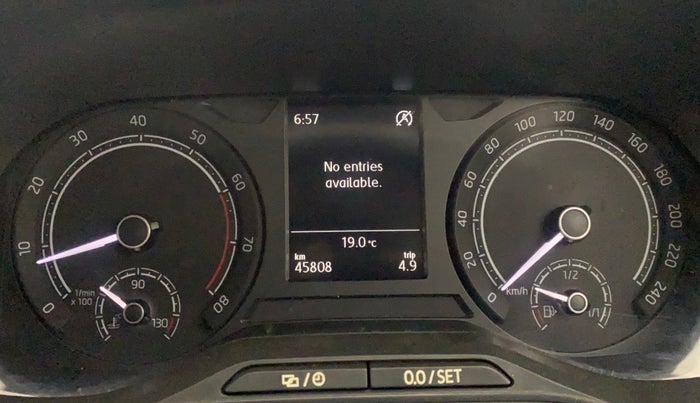 0 10 20 30 40 50 60 70 80
1/min
x 100
90
130
6:57
No entries
available.
19.0 °C
km trip
45808 4.9
0 20 40 60 80 100 120 140 160 180 200 220 240
km/h
1/2
1/1
/
0.0 / SET